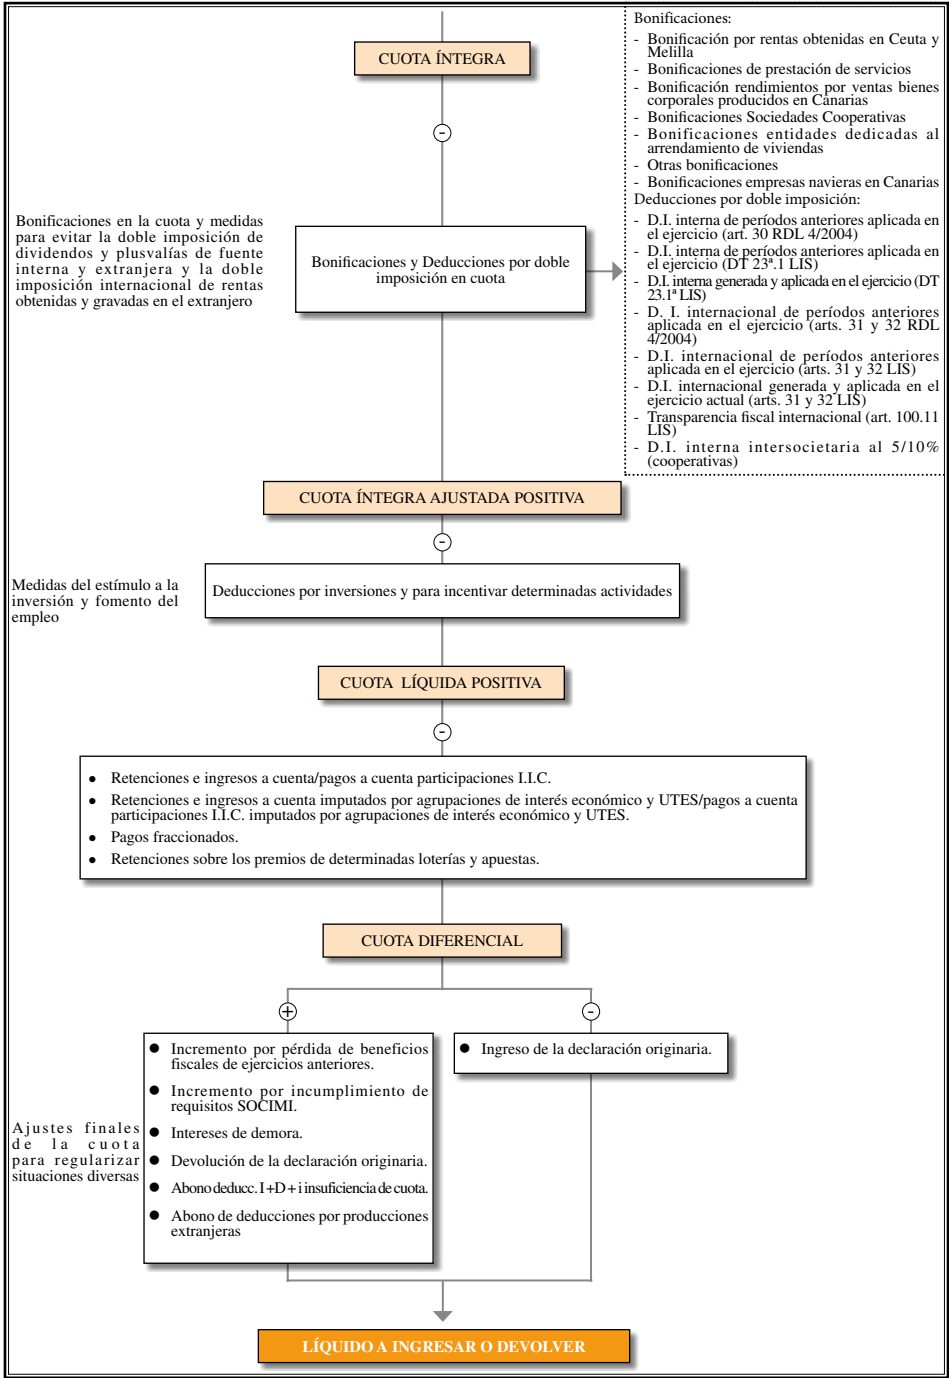 CUOTA ÍNTEGRA
-
Bonificaciones:
- Bonificación por rentas obtenidas en Ceuta y
Melilla
- Bonificaciones de prestación de servicios
- Bonificación rendimientos por ventas bienes
corporales producidos en Canarias
- Bonificaciones Sociedades Cooperativas
- Bonificaciones entidades dedicadas al
arrendamiento de viviendas
- Otras bonificaciones
- Bonificaciones empresas navieras en Canarias
Deducciones por doble imposición:
- D.I. interna de períodos anteriores aplicada en
el ejercicio (art. 30 RDL 4/2004)
- D.I. interna de períodos anteriores aplicada en
el ejercicio (DT 23ª.1 LIS)
- D.I. interna generada y aplicada en el ejercicio (DT
23.1ª LIS)
- D. I. internacional de períodos anteriores
aplicada en el ejercicio (arts. 31 y 32 RDL
4/2004)
- D.I. internacional de períodos anteriores
aplicada en el ejercicio (arts. 31 y 32 LIS)
- D.I. internacional generada y aplicada en el
ejercicio actual (arts. 31 y 32 LIS)
- Transparencia fiscal internacional (art. 100.11
LIS)
- D.I. interna intersocietaria al 5/10%
(cooperativas)
Bonificaciones en la cuota y medidas
para evitar la doble imposición de
dividendos y plusvalías de fuente
interna y extranjera y la doble
imposición internacional de rentas
obtenidas y gravadas en el extranjero
Bonificaciones y Deducciones por doble
imposición en cuota
CUOTA ÍNTEGRA AJUSTADA POSITIVA
-
Medidas del estímulo a la
inversión y fomento del
empleo
Deducciones por inversiones y para incentivar determinadas actividades
CUOTA LÍQUIDA POSITIVA
-
● Retenciones e ingresos a cuenta/pagos a cuenta participaciones I.I.C.
● Retenciones e ingresos a cuenta imputados por agrupaciones de interés económico y UTES/pagos a cuenta
participaciones I.I.C. imputados por agrupaciones de interés económico y UTES.
● Pagos fraccionados.
● Retenciones sobre los premios de determinadas loterías y apuestas.
CUOTA DIFERENCIAL
+
-
Ajustes finales
de la cuota
para regularizar
situaciones diversas
● Incremento por pérdida de beneficios
fiscales de ejercicios anteriores.
● Incremento por incumplimiento de
requisitos SOCIMI.
● Intereses de demora.
● Devolución de la declaración originaria.
● Abono deducc. I+D+i insuficiencia de cuota.
● Abono de deducciones por producciones
extranjeras
● Ingreso de la declaración originaria.
LÍQUIDO A INGRESAR O DEVOLVER